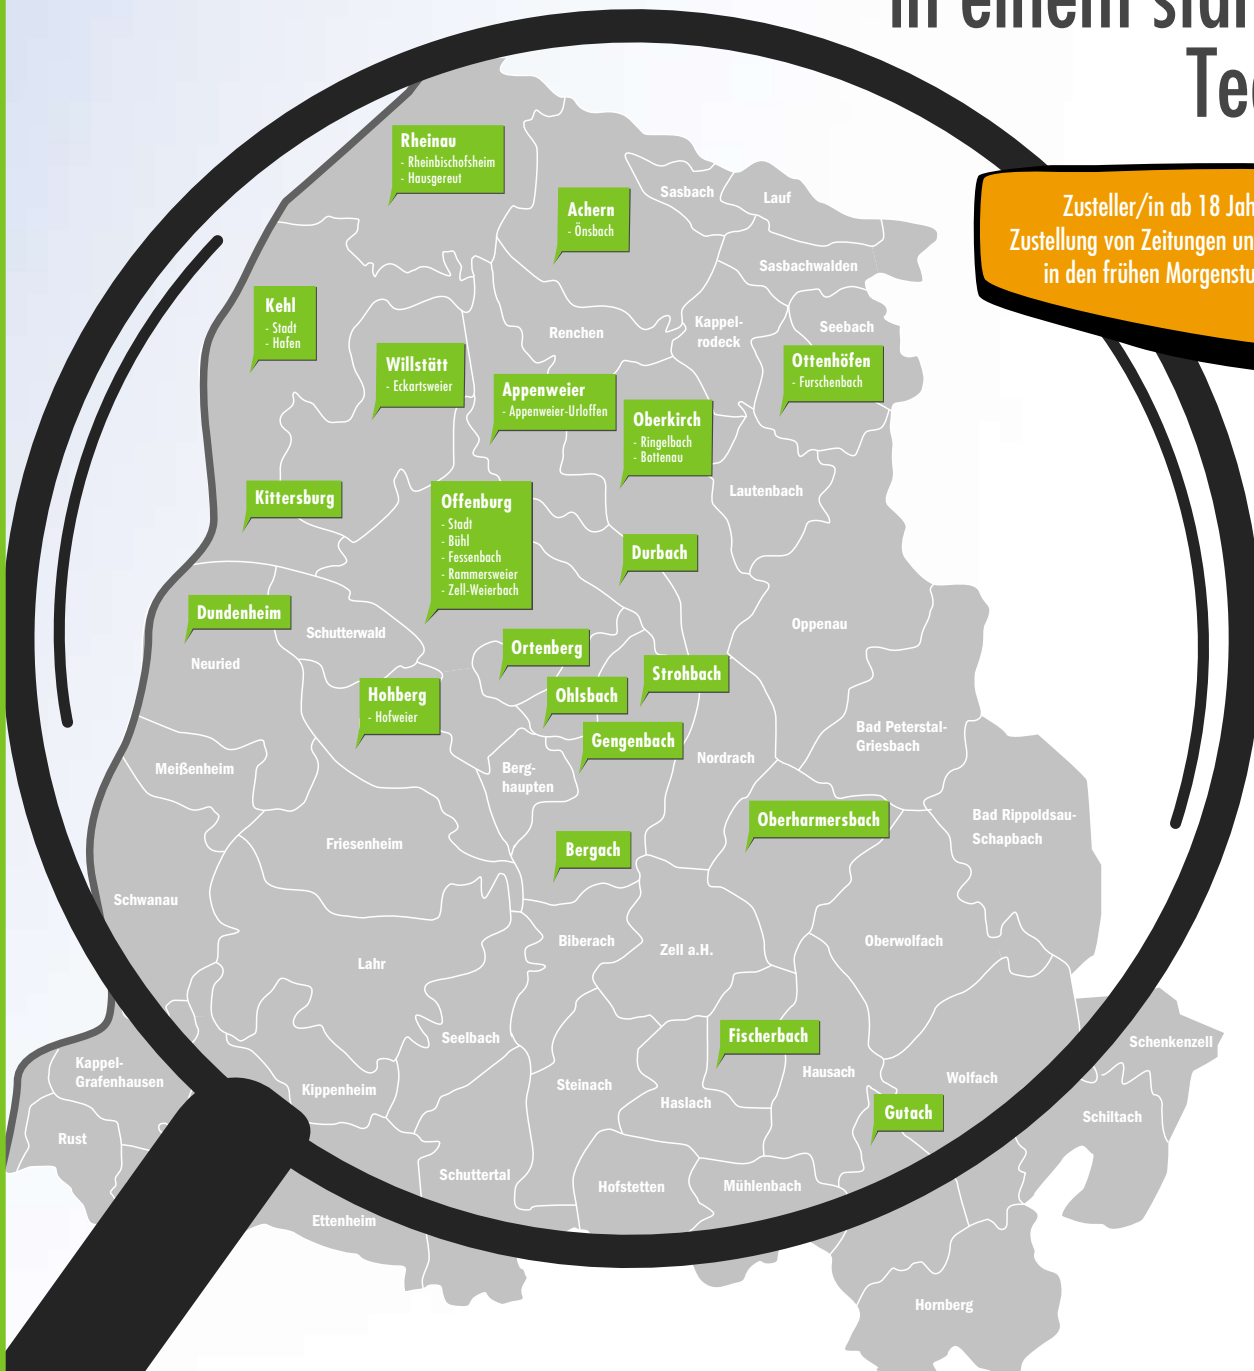 in einem
Zusteller/in ab 18
Zustellung von Zeitungen
in den frühen
Rheinau
- Rheinbischofsheim
- Hausgereut
Achern
- Önsbach
Sasbach
Lauf
Sasbachwalden
Kehl
- Stadt
- Hafen
Renchen
Kappel-
rodeck
Seebach
Willstätt
- Eckartsweier
Appenweier
- Appenweier-Urloffen
Oberkirch
- Ringelbach
- Bottenau
Ottenhöfen
- Furschenbach
Kittersburg
Offenburg
- Stadt
- Bühl
- Fessenbach
- Rammersweier
- Zell-Weierbach
Lautenbach
Durbach
Dundenheim
Schutterwald
Neuried
Oppenau
Ortenberg
Strohbach
Ohlsbach
Hohberg
- Hofweier
Gengenbach
Bad Peterstal-
Griesbach
Nordrach
Meißenheim
Berg-
haupten
Oberharmersbach
Bad Rippoldsau-
Schapbach
Friesenheim
Bergach
Schwanau
Biberach
Zell a.H.
Oberwolfach
Lahr
Seelbach
Fischerbach
Schenkenzell
Kappel-
Grafenhausen
Kippenheim
Steinach
Hausach
Wolfach
Haslach
Gutach
Schiltach
Rust
Schuttertal
Hofstetten
Mühlenbach
Ettenheim
Hornberg